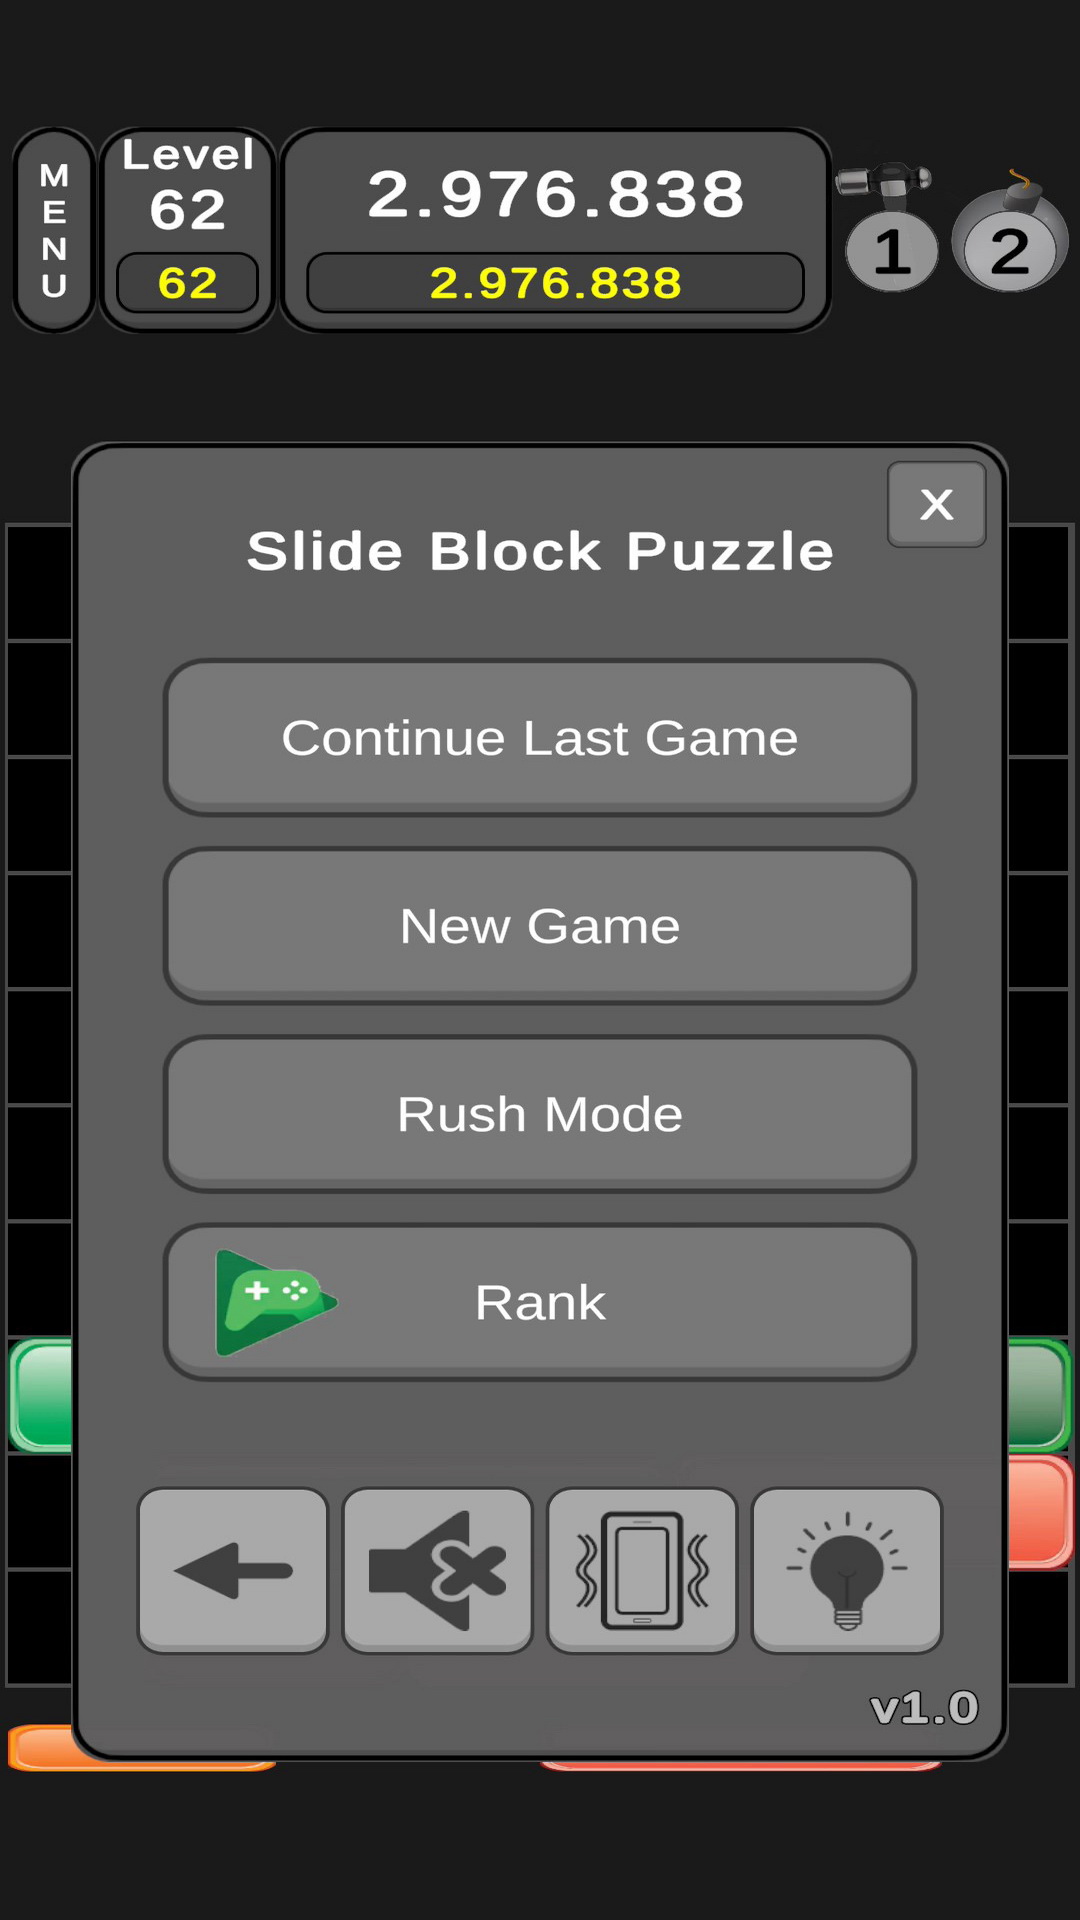 MENU
Level
62
62
2.976.838
2.976.838
1
2
X
Slide Block Puzzle
Continue Last Game
New Game
Rush Mode
Rank
v1.0